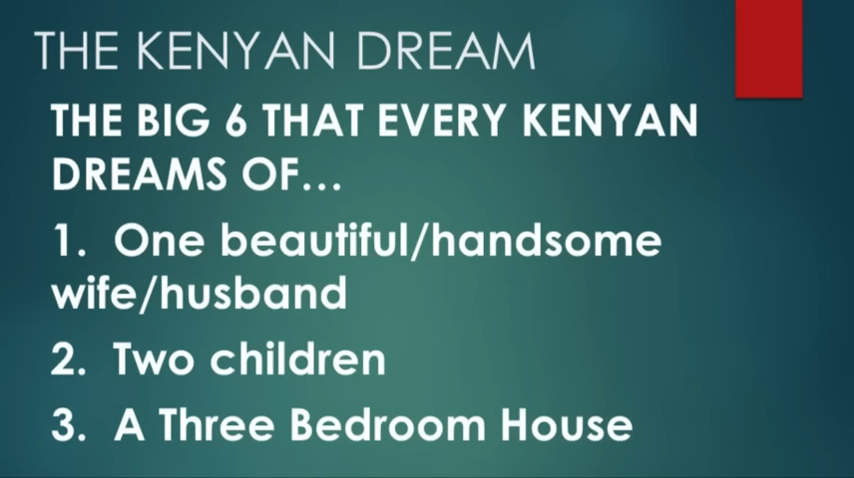 THE KENYAN DREAM
THE BIG 6 THAT EVERY KENYAN
DREAMS OF...
1. One beautiful/handsome
wife/husband
2. Two children
3. A Three Bedroom House